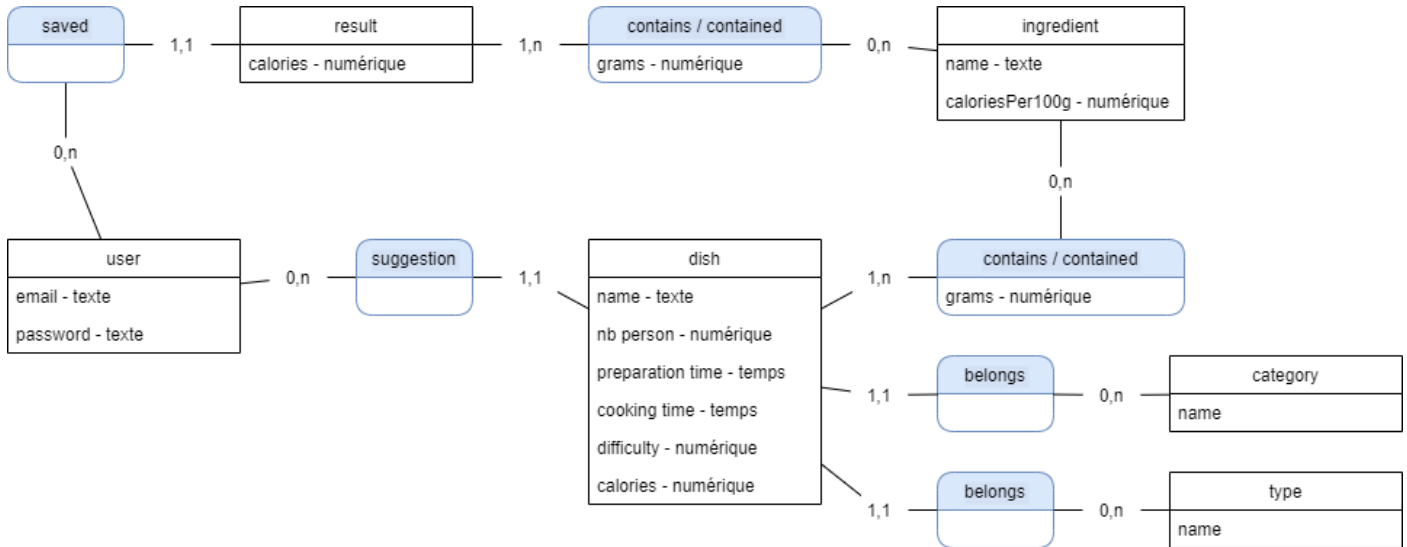 saved
1,1
result
calories - numérique
1,n
contains / contained
grams - numérique
0,n
ingredient
name - texte
caloriesPer100g - numérique
0,n
0,n
user
email - texte
password - texte
0,n
suggestion
1,1
dish
name - texte
nb person - numérique
preparation time - temps
cooking time - temps
difficulty - numérique
calories - numérique
1,n
contains / contained
grams - numérique
1,1
belongs
0,n
category
name
1,1
belongs
0,n
type
name